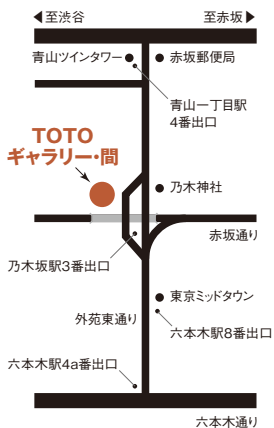 ◀至渋谷
至赤坂▶
青山ツインタワー
赤坂郵便局
青山一丁目駅
4番出口
TOTO
ギャラリー・間
乃木神社
赤坂通り
乃木坂駅3番出口
東京ミッドタウン
外苑東通り
六本木駅8番出口
六本木駅4a番出口
六本木通り